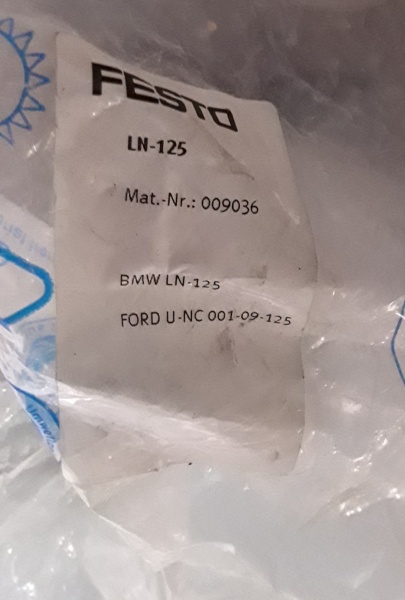 FESTO
LN-125
Mat.-Nr.: 009036
BMW LN-125
FORD U-NC 001-09-125